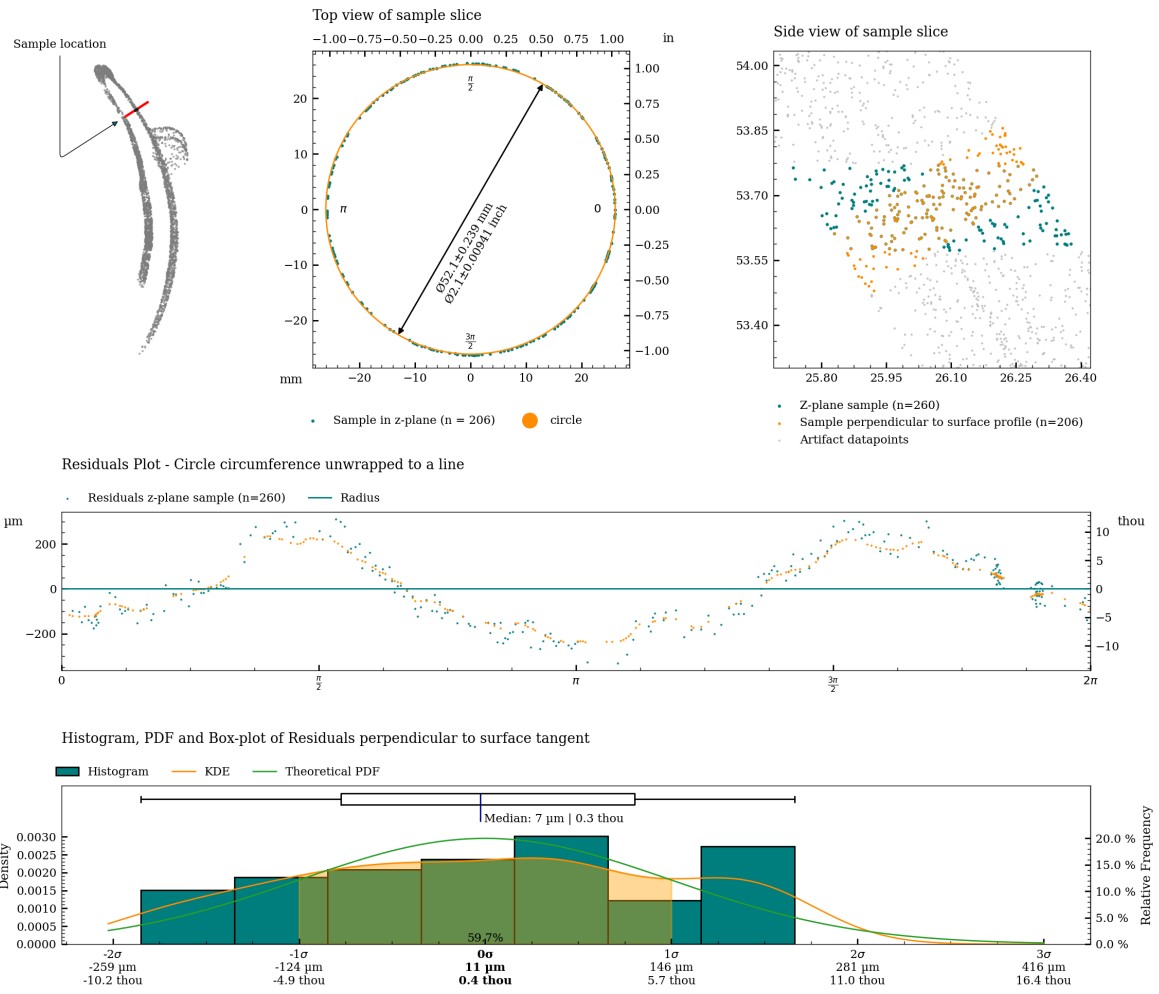 Top view of sample slice
Side view of sample slice
Sample location
−1.00 −0.75 −0.50 −0.25 0.00 0.25 0.50 0.75 1.00 in
π/2
π
0
3π/2
20
10
0
−10
−20
mm
−20 −10 0 10 20
1.00
0.75
0.50
0.25
0.00
−0.25
−0.50
−0.75
−1.00
Ø52.1±0.239 mm
Ø2.1±0.00941 inch
Sample in z-plane (n = 206) circle
54.00
53.85
53.70
53.55
53.40
25.80 25.95 26.10 26.25 26.40
Z-plane sample (n=260)
Sample perpendicular to surface profile (n=206)
Artifact datapoints
Residuals Plot - Circle circumference unwrapped to a line
Residuals z-plane sample (n=260) Radius
µm
thou
200
0
−200
10
5
0
−5
−10
0 π/2 π 3π/2 2π
Histogram, PDF and Box-plot of Residuals perpendicular to surface tangent
Histogram KDE Theoretical PDF
Median: 7 µm | 0.3 thou
Density
0.0030
0.0025
0.0020
0.0015
0.0010
0.0005
0.0000
Relative Frequency
20.0 %
15.0 %
10.0 %
5.0 %
0.0 %
59.7%
-2σ -1σ 0σ 1σ 2σ 3σ
-259 µm -124 µm 11 µm 146 µm 281 µm 416 µm
-10.2 thou -4.9 thou 0.4 thou 5.7 thou 11.0 thou 16.4 thou